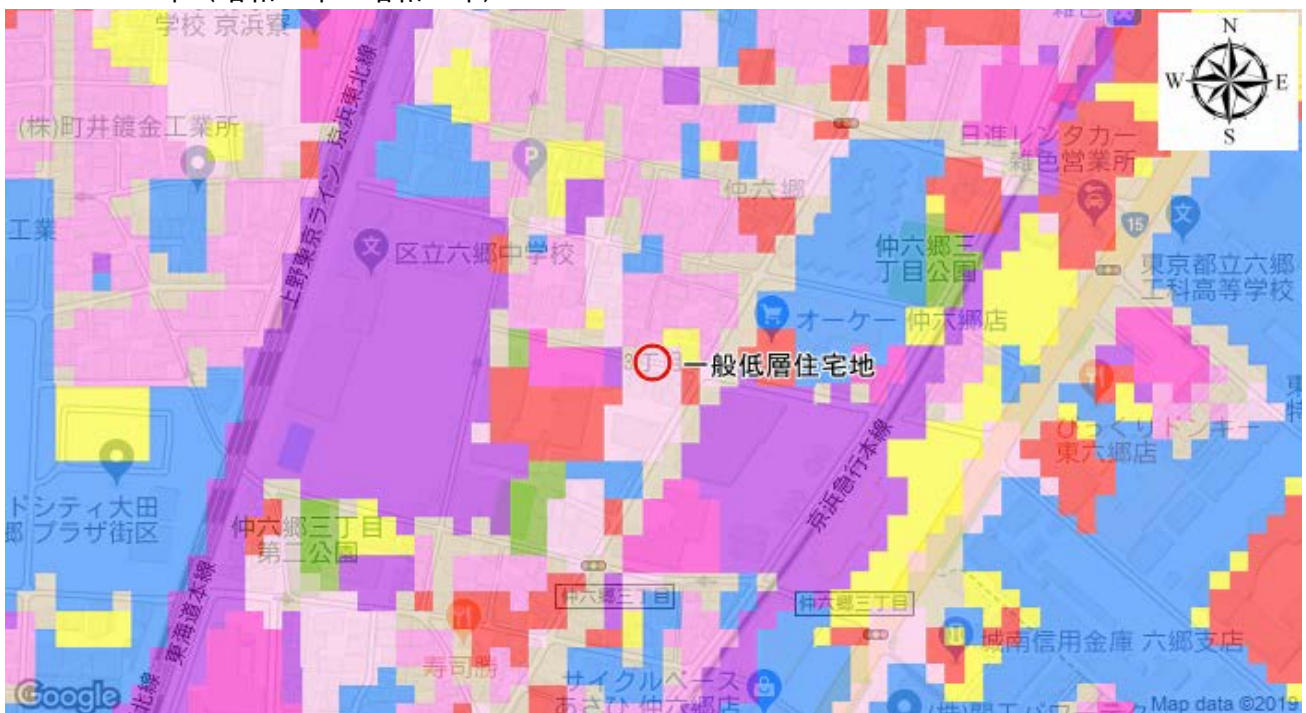 学校 京浜寮
N
W
E
S
上野東京ライン 京浜東北線
(株)町井鍍金工業所
日進レンタカー
雑色営業所
仲六郷
15
工業
区立六郷中学校
仲六郷三
丁目公園
東京都立六郷
工科高等学校
オーケー 仲六郷店
3丁目
一般低層住宅地
びっくりドンキー
東六郷店
京浜急行本線
ドシティ大田
郷 プラザ街区
仲六郷三丁目
第二公園
仲六郷三丁目
仲六郷三丁目
東海道本線
城南信用金庫 六郷支店
寿司勝
サイクルベース
あさひ 仲六郷店
北線
Google
Map data ©2019